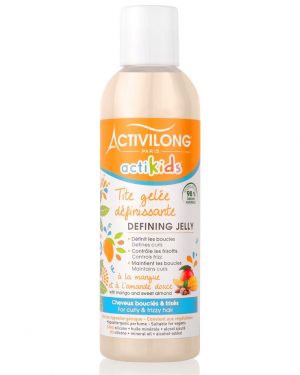 ACTIVILONG
PARIS
actikids
Tite gelée
définissante
DEFINING JELLY
• Définit les boucles
Defines curls
• Contrôle les frisottis
Controls frizz
• Maintient les boucles
Maintains curls
à la mangue
et à l'amande douce
with mango and sweet almond
Cheveux bouclés & frisés
For curly & frizzy hair